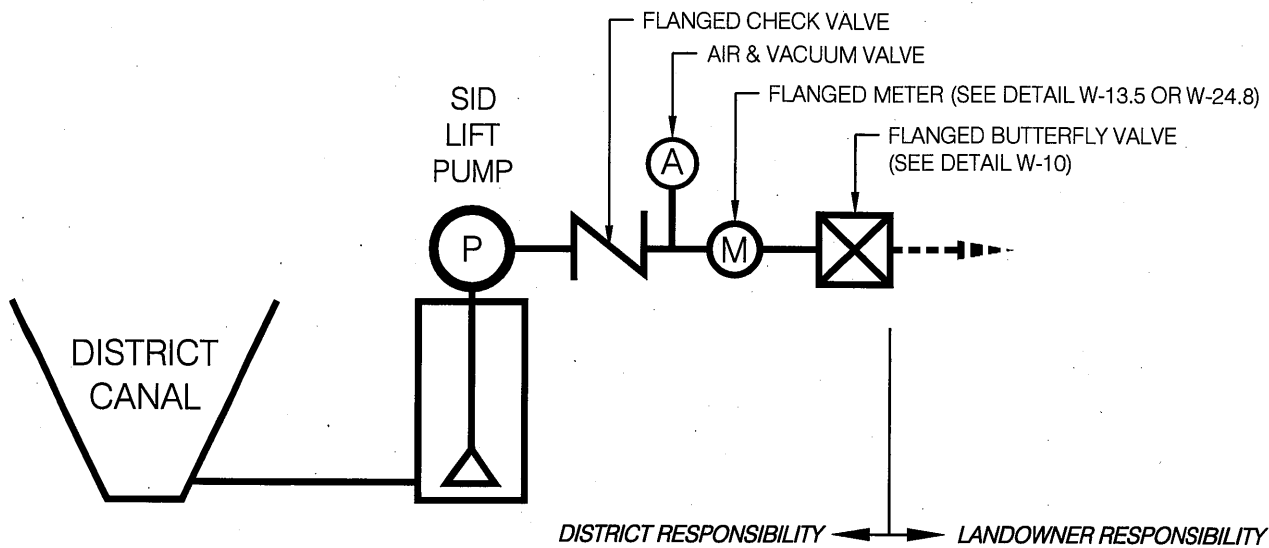 FLANGED CHECK VALVE
AIR & VACUUM VALVE
FLANGED METER (SEE DETAIL W-13.5 OR W-24.8)
FLANGED BUTTERFLY VALVE
(SEE DETAIL W-10)
SID
LIFT
PUMP
A
P
M
DISTRICT
CANAL
DISTRICT RESPONSIBILITY
LANDOWNER RESPONSIBILITY